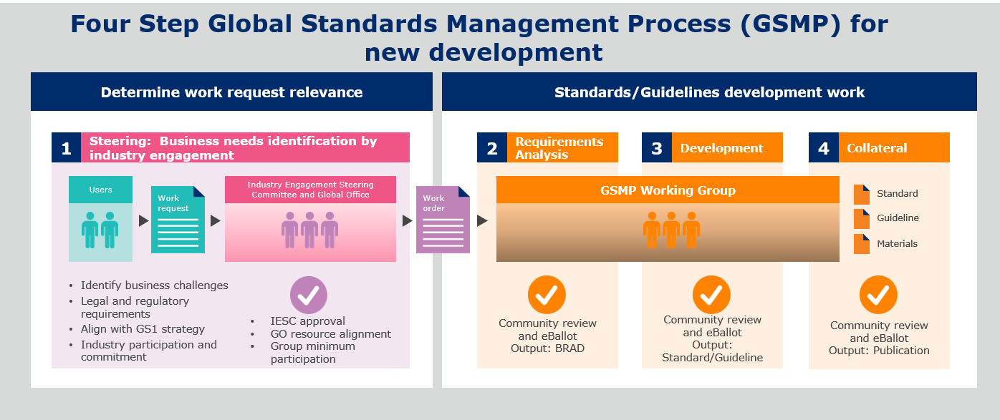 Four Step Global Standards Management Process (GSMP) for
new development
Determine work request relevance
Standards/Guidelines development work
1
Steering:  Business needs identification by
industry engagement
Users
Work
request
Industry Engagement Steering
Committee and Global Office
• Identify business challenges
• Legal and regulatory
requirements
• Align with GS1 strategy
• Industry participation and
commitment
• IESC approval
• GO resource alignment
• Group minimum
participation
Work
order
2
Requirements
Analysis
3
Development
4
Collateral
GSMP Working Group
Standard
Guideline
Materials
Community review
and eBallot
Output: BRAD
Community review
and eBallot
Output:
Standard/Guideline
Community review
and eBallot
Output: Publication